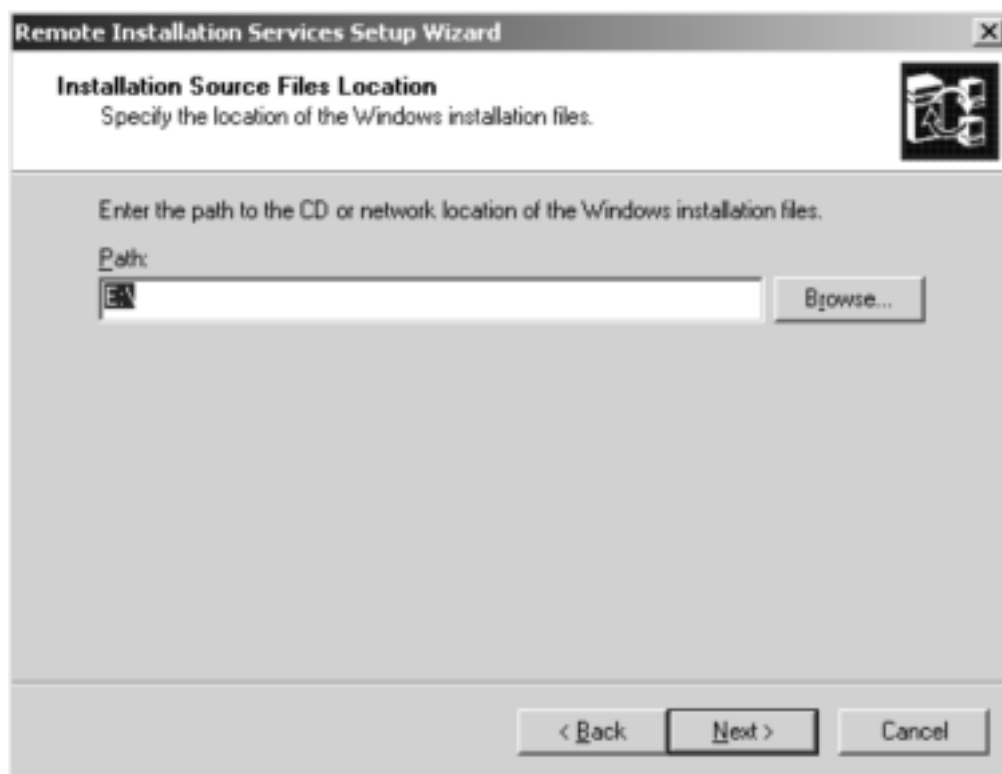 Remote Installation Services Setup Wizard
Installation Source Files Location
Specify the location of the Windows installation files.
Enter the path to the CD or network location of the Windows installation files.
Path:
E:\
Browse...
< Back
Next >
Cancel